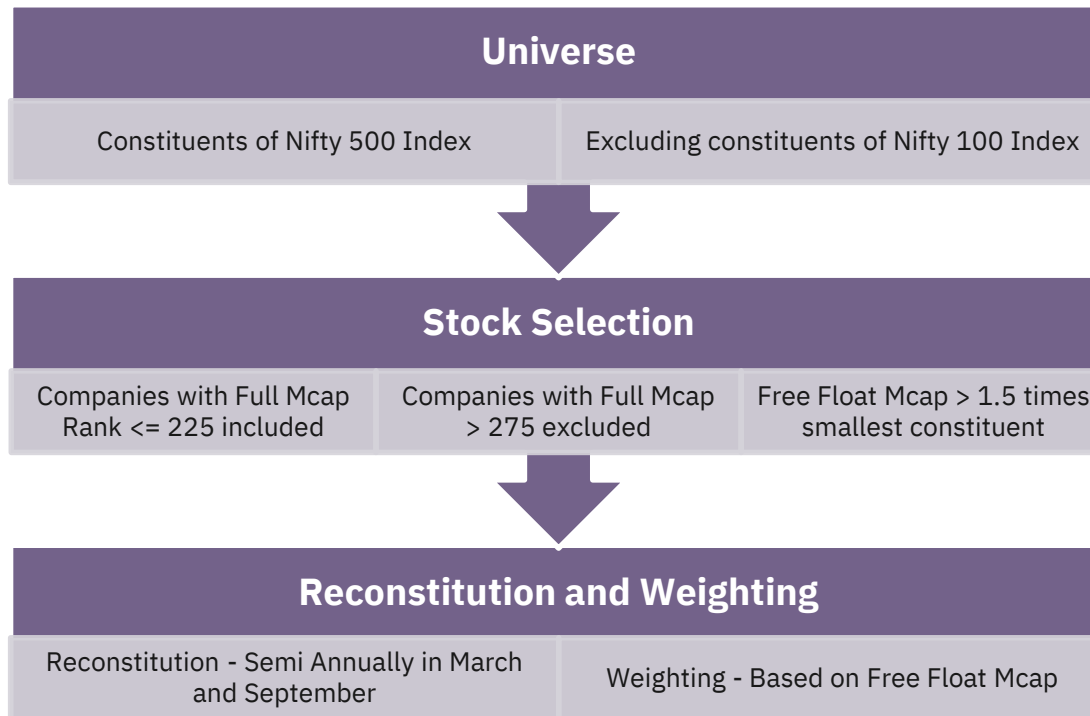 Universe
Constituents of Nifty 500 Index
Excluding constituents of Nifty 100 Index
Stock Selection
Companies with Full Mcap
Rank <= 225 included
Companies with Full Mcap
> 275 excluded
Free Float Mcap > 1.5 times
smallest constituent
Reconstitution and Weighting
Reconstitution - Semi Annually in March
and September
Weighting - Based on Free Float Mcap